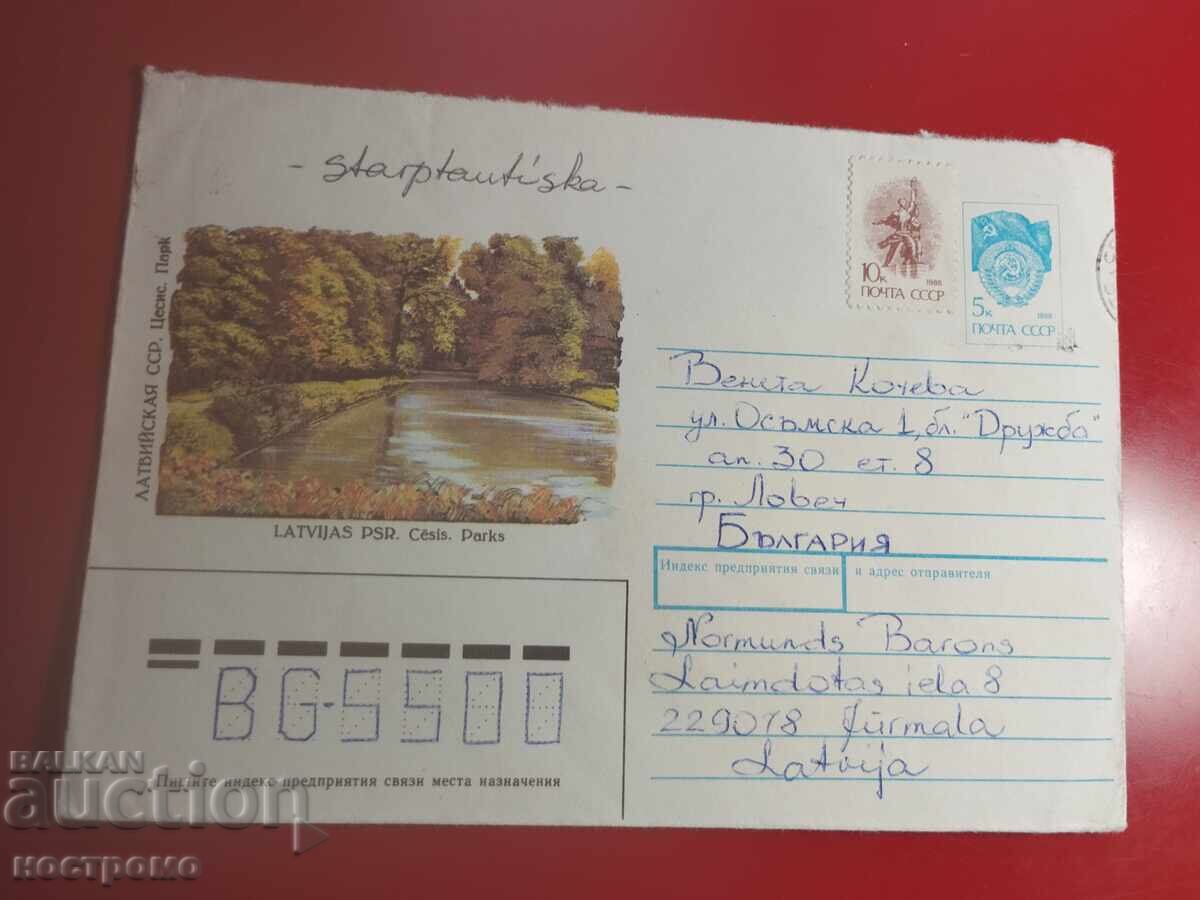 - starptautiska -
10к
1988
ПОЧТА СССР
5к
1988
ПОЧТА СССР
ЛАТВИЙСКАЯ ССР. Цесис. Парк
LATVIJAS PSR. Cēsis. Parks
Венета Кочева
ул. Осъмска 1, бл. "Дружба"
ап. 30 ет. 8
гр. Ловеч
БЪЛГАРИЯ
Индекс предприятия связи и адрес отправителя
Normunds Barons
Laimdotas iela 8
229078 Jūrmala
Latvija
BG-5500
Пишите индекс предприятия связи места назначения
BALKAN
auction
костромо